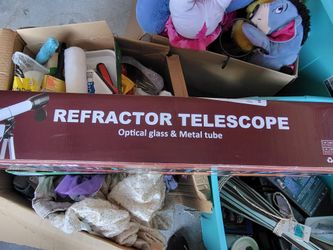 REFRACTOR TELESCOPE
Optical glass & Metal tube